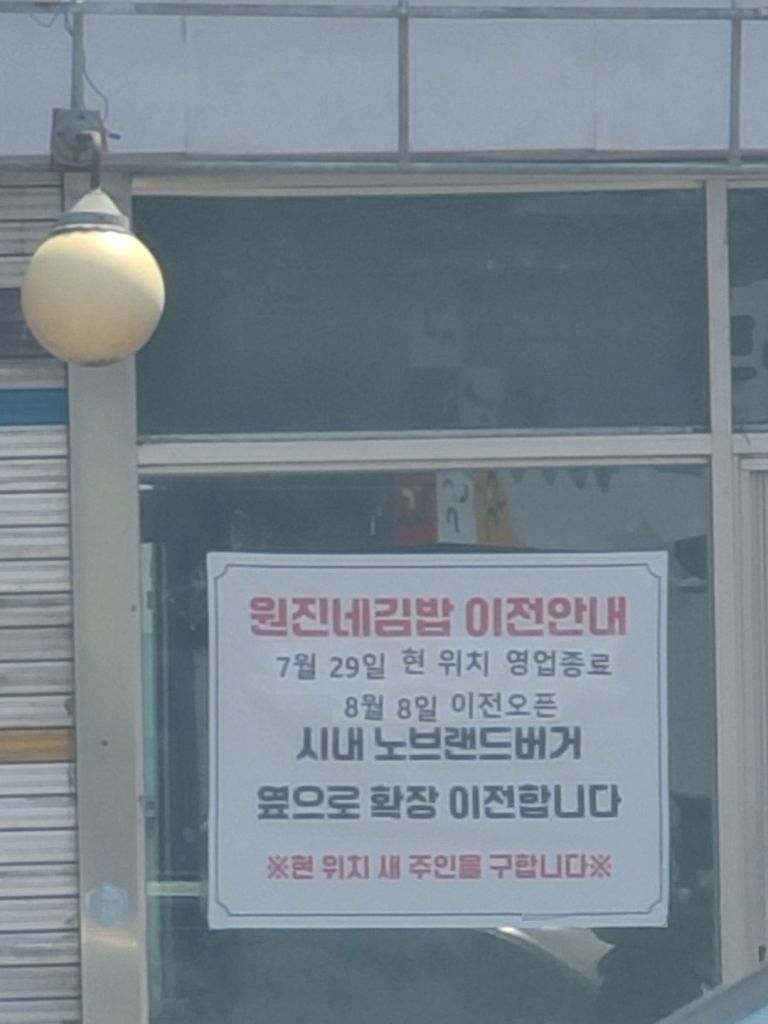 원진네김밥 이전안내
7월 29일 현 위치 영업종료
8월 8일 이전오픈
시내 노브랜드버거
옆으로 확장 이전합니다
※현 위치 새 주인을 구합니다※